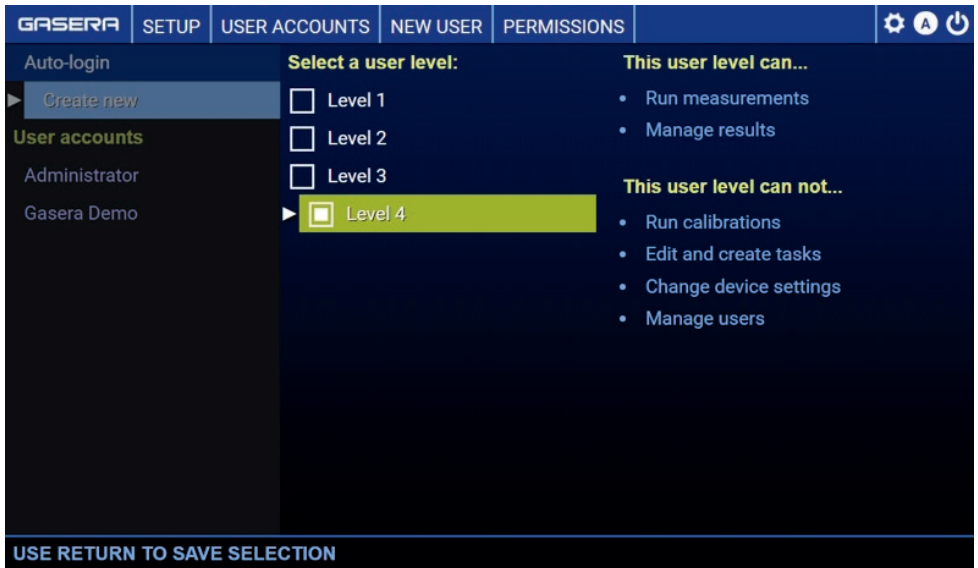 GASERA SETUP USER ACCOUNTS NEW USER PERMISSIONS A
Auto-login
Create new
User accounts
Administrator
Gasera Demo
Select a user level:
Level 1
Level 2
Level 3
Level 4
This user level can...
• Run measurements
• Manage results
This user level can not...
• Run calibrations
• Edit and create tasks
• Change device settings
• Manage users
USE RETURN TO SAVE SELECTION